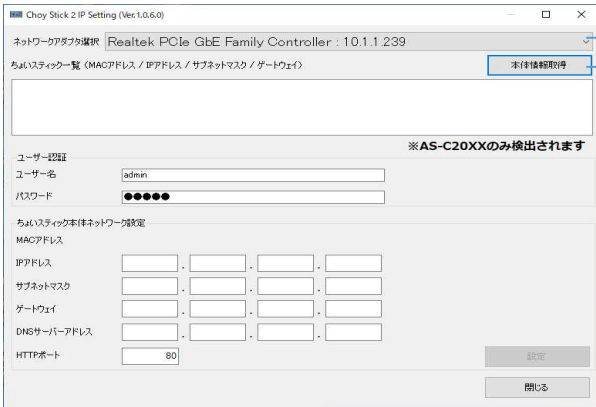 Choy Stick 2 IP Setting (Ver.1.0.6.0)
ネットワークアダプタ選択 Realtek PCIe GbE Family Controller : 10.1.1.239
ちょいスティック一覧（MACアドレス / IPアドレス / サブネットマスク / ゲートウェイ） 本体情報取得
※AS-C20XXのみ検出されます
ユーザー認証
ユーザー名 admin
パスワード ●●●●●
ちょいスティック本体ネットワーク設定
MACアドレス
IPアドレス . . .
サブネットマスク . . .
ゲートウェイ . . .
DNSサーバーアドレス . . .
HTTPポート 80 設定
閉じる